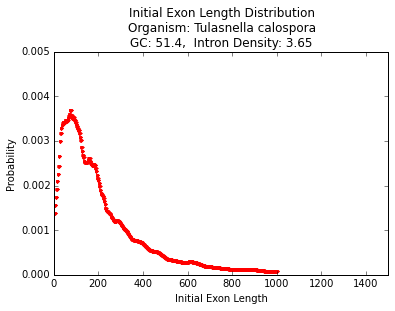 Initial Exon Length Distribution
Organism: Tulasnella calospora
GC: 51.4,  Intron Density: 3.65
0.005
0.004
0.003
0.002
0.001
0.000
Probability
0 200 400 600 800 1000 1200 1400
Initial Exon Length